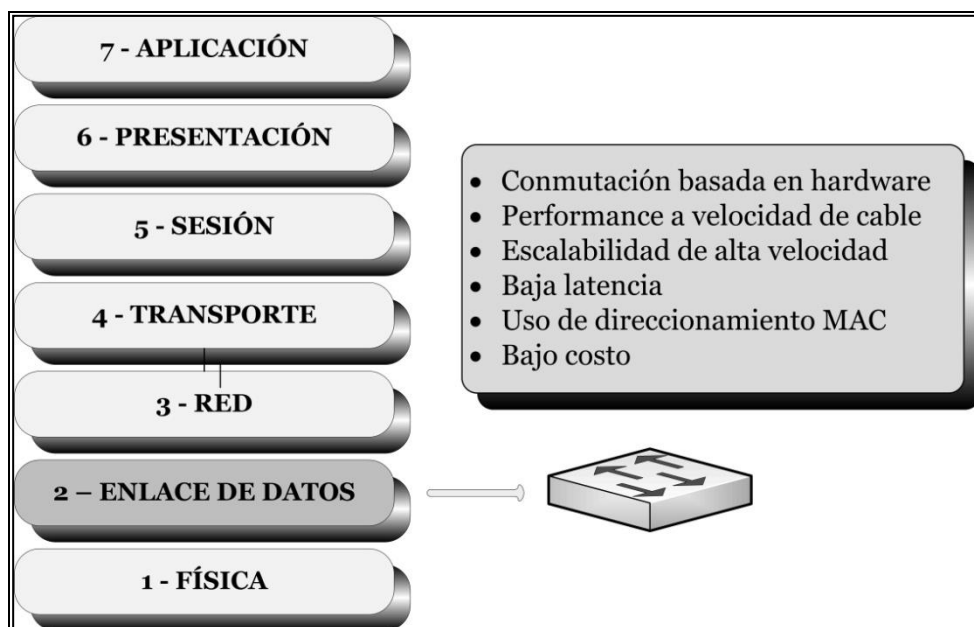 7 - APLICACIÓN
6 - PRESENTACIÓN
5 - SESIÓN
4 - TRANSPORTE
3 - RED
2 – ENLACE DE DATOS
1 - FÍSICA
• Conmutación basada en hardware
• Performance a velocidad de cable
• Escalabilidad de alta velocidad
• Baja latencia
• Uso de direccionamiento MAC
• Bajo costo